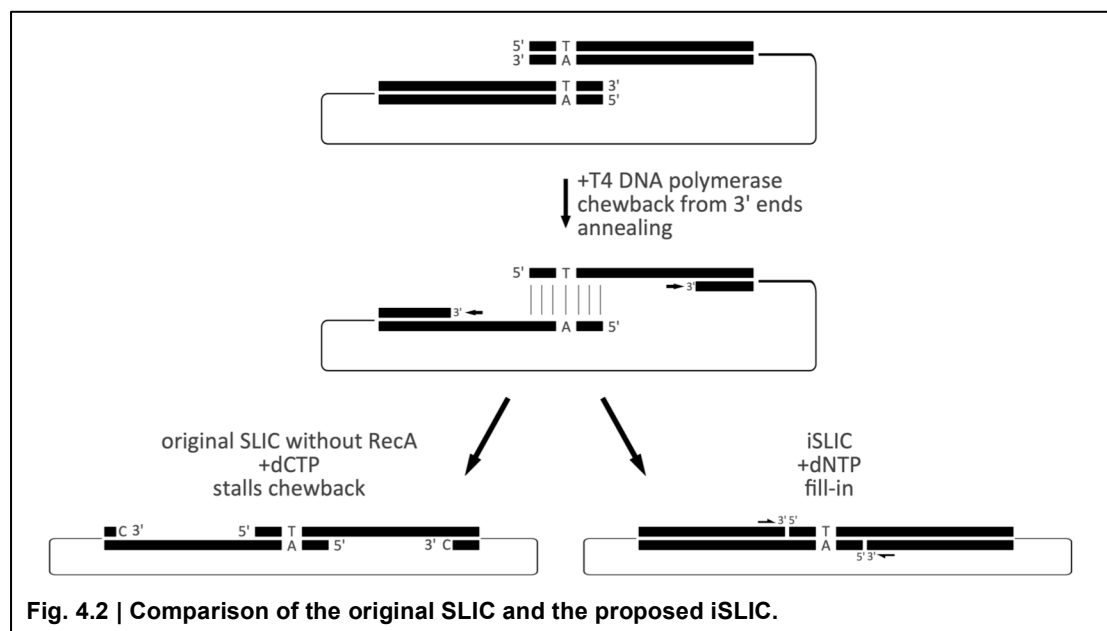 5' T
3' A
T 3'
A 5'
+T4 DNA polymerase
chewback from 3' ends
annealing
5' T
3'
3'
A 5'
original SLIC without RecA
+dCTP
stalls chewback
iSLIC
+dNTP
fill-in
C 3' 5' T
A 5' 3' C
3' 5' T
A
5' 3'
Fig. 4.2 | Comparison of the original SLIC and the proposed iSLIC.